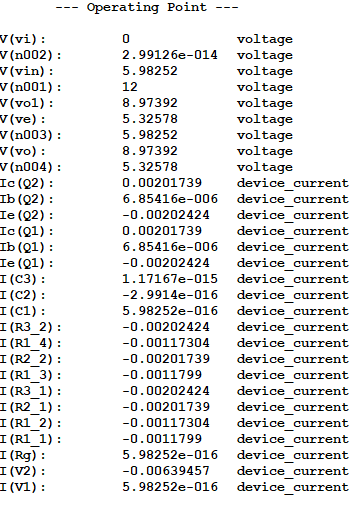 --- Operating Point ---
V(vi): 0 voltage
V(n002): 2.99126e-014 voltage
V(vin): 5.98252 voltage
V(n001): 12 voltage
V(vo1): 8.97392 voltage
V(ve): 5.32578 voltage
V(n003): 5.98252 voltage
V(vo): 8.97392 voltage
V(n004): 5.32578 voltage
Ic(Q2): 0.00201739 device_current
Ib(Q2): 6.85416e-006 device_current
Ie(Q2): -0.00202424 device_current
Ic(Q1): 0.00201739 device_current
Ib(Q1): 6.85416e-006 device_current
Ie(Q1): -0.00202424 device_current
I(C3): 1.17167e-015 device_current
I(C2): -2.9914e-016 device_current
I(C1): 5.98252e-016 device_current
I(R3_2): -0.00202424 device_current
I(R1_4): -0.00117304 device_current
I(R2_2): -0.00201739 device_current
I(R1_3): -0.0011799 device_current
I(R3_1): -0.00202424 device_current
I(R2_1): -0.00201739 device_current
I(R1_2): -0.00117304 device_current
I(R1_1): -0.0011799 device_current
I(Rg): 5.98252e-016 device_current
I(V2): -0.00639457 device_current
I(V1): 5.98252e-016 device_current